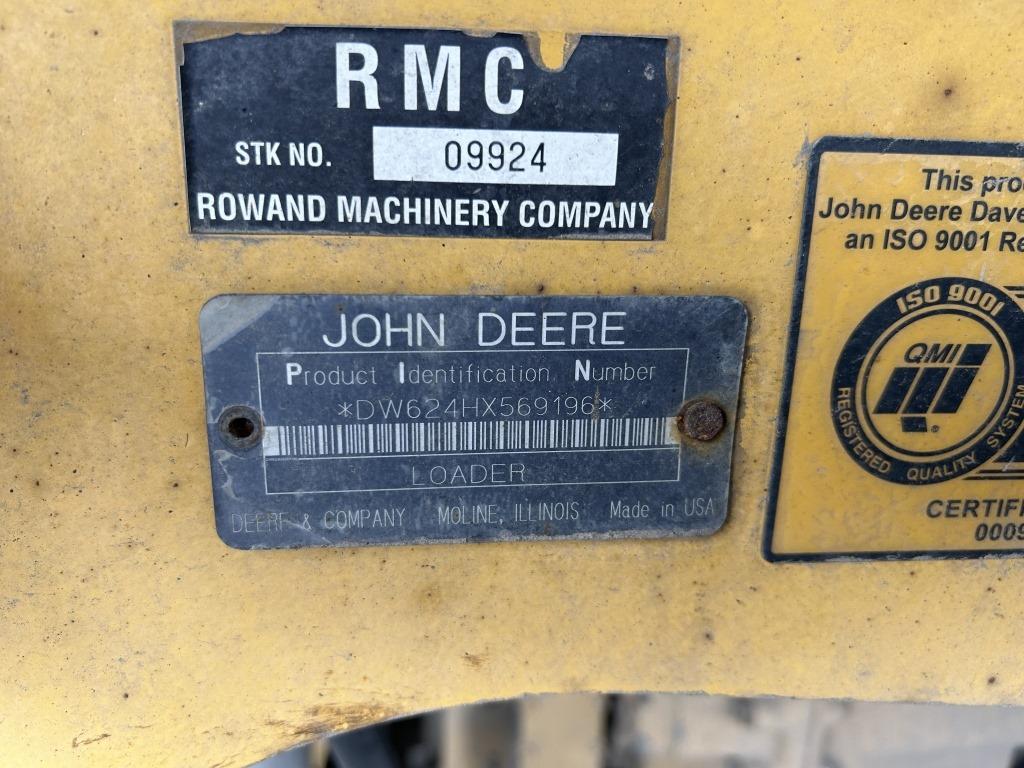 RMC
STK NO. 09924
ROWAND MACHINERY COMPANY
JOHN DEERE
Product Identification Number
*DW624HX569196*
LOADER
DEERE & COMPANY MOLINE, ILLINOIS Made in USA
This pro
John Deere Dave
an ISO 9001 Re
ISO 9001
QMI
®
REGISTERED QUALITY SYSTEM
CERTIFI
0009